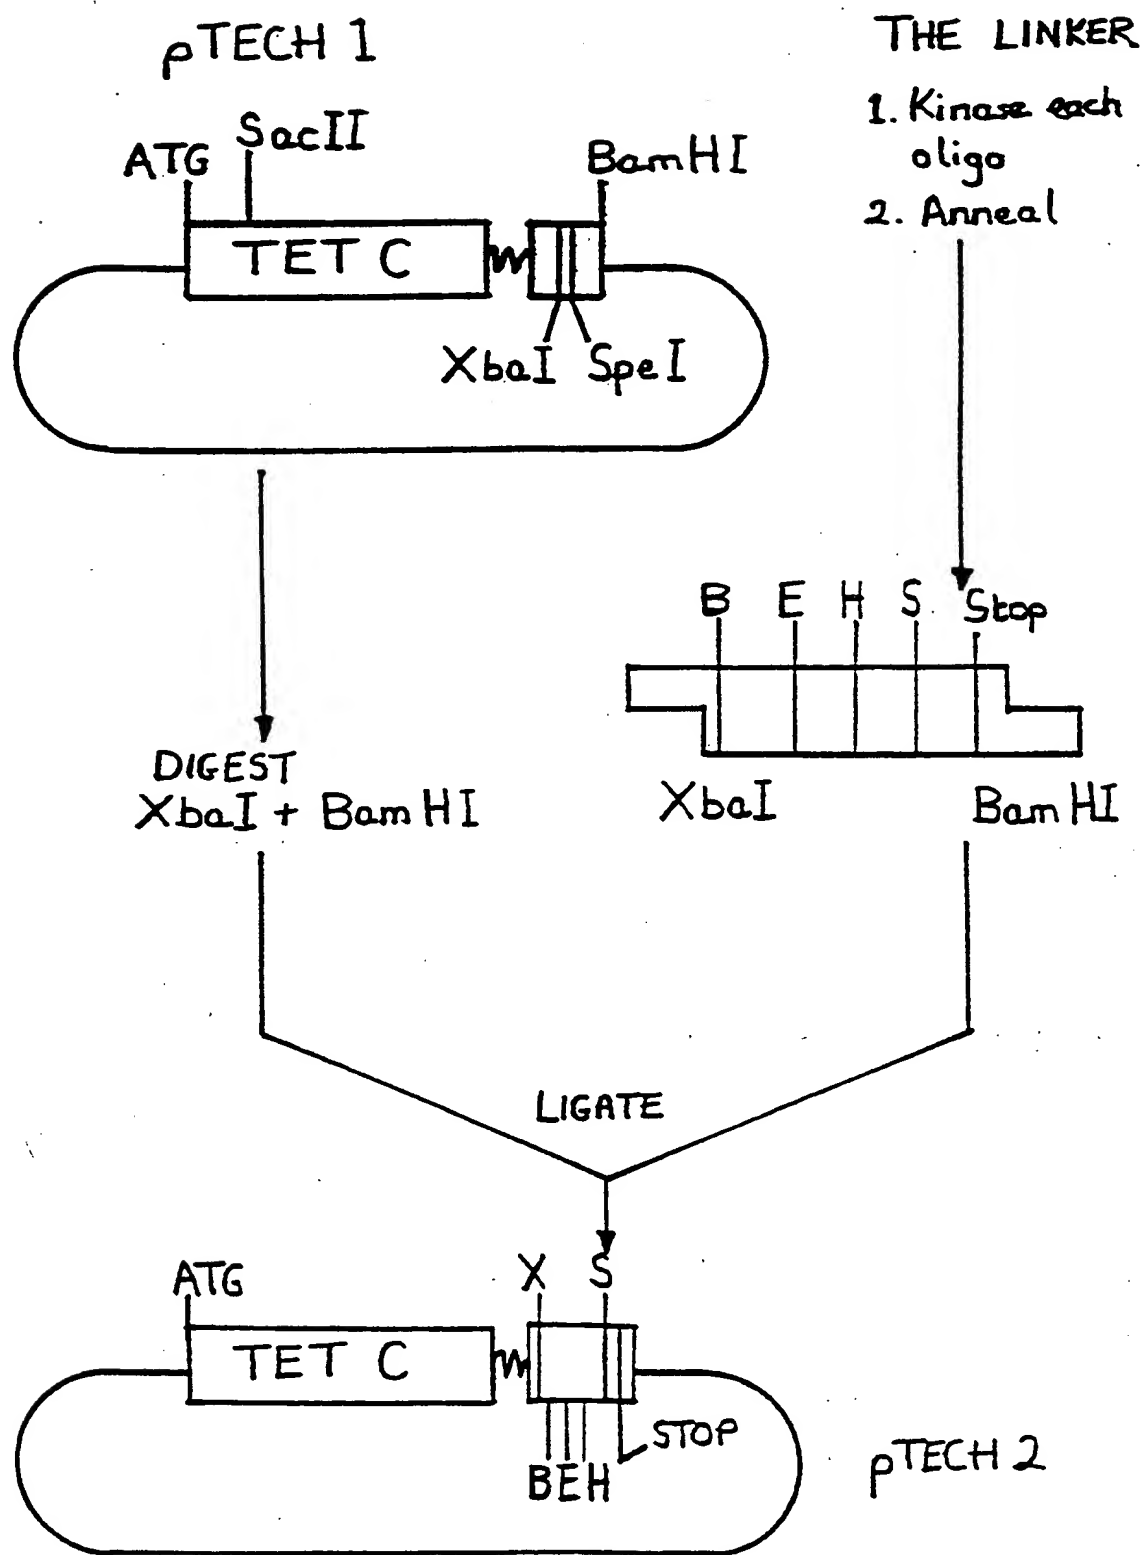 pTECH 1
THE LINKER
1. Kinase each
oligo
2. Anneal
ATG
SacII
BamHI
TET C
XbaI
SpeI
B E H S Stop
DIGEST
XbaI + BamHI
XbaI
BamHI
LIGATE
ATG
X S
TET C
STOP
BEH
pTECH 2